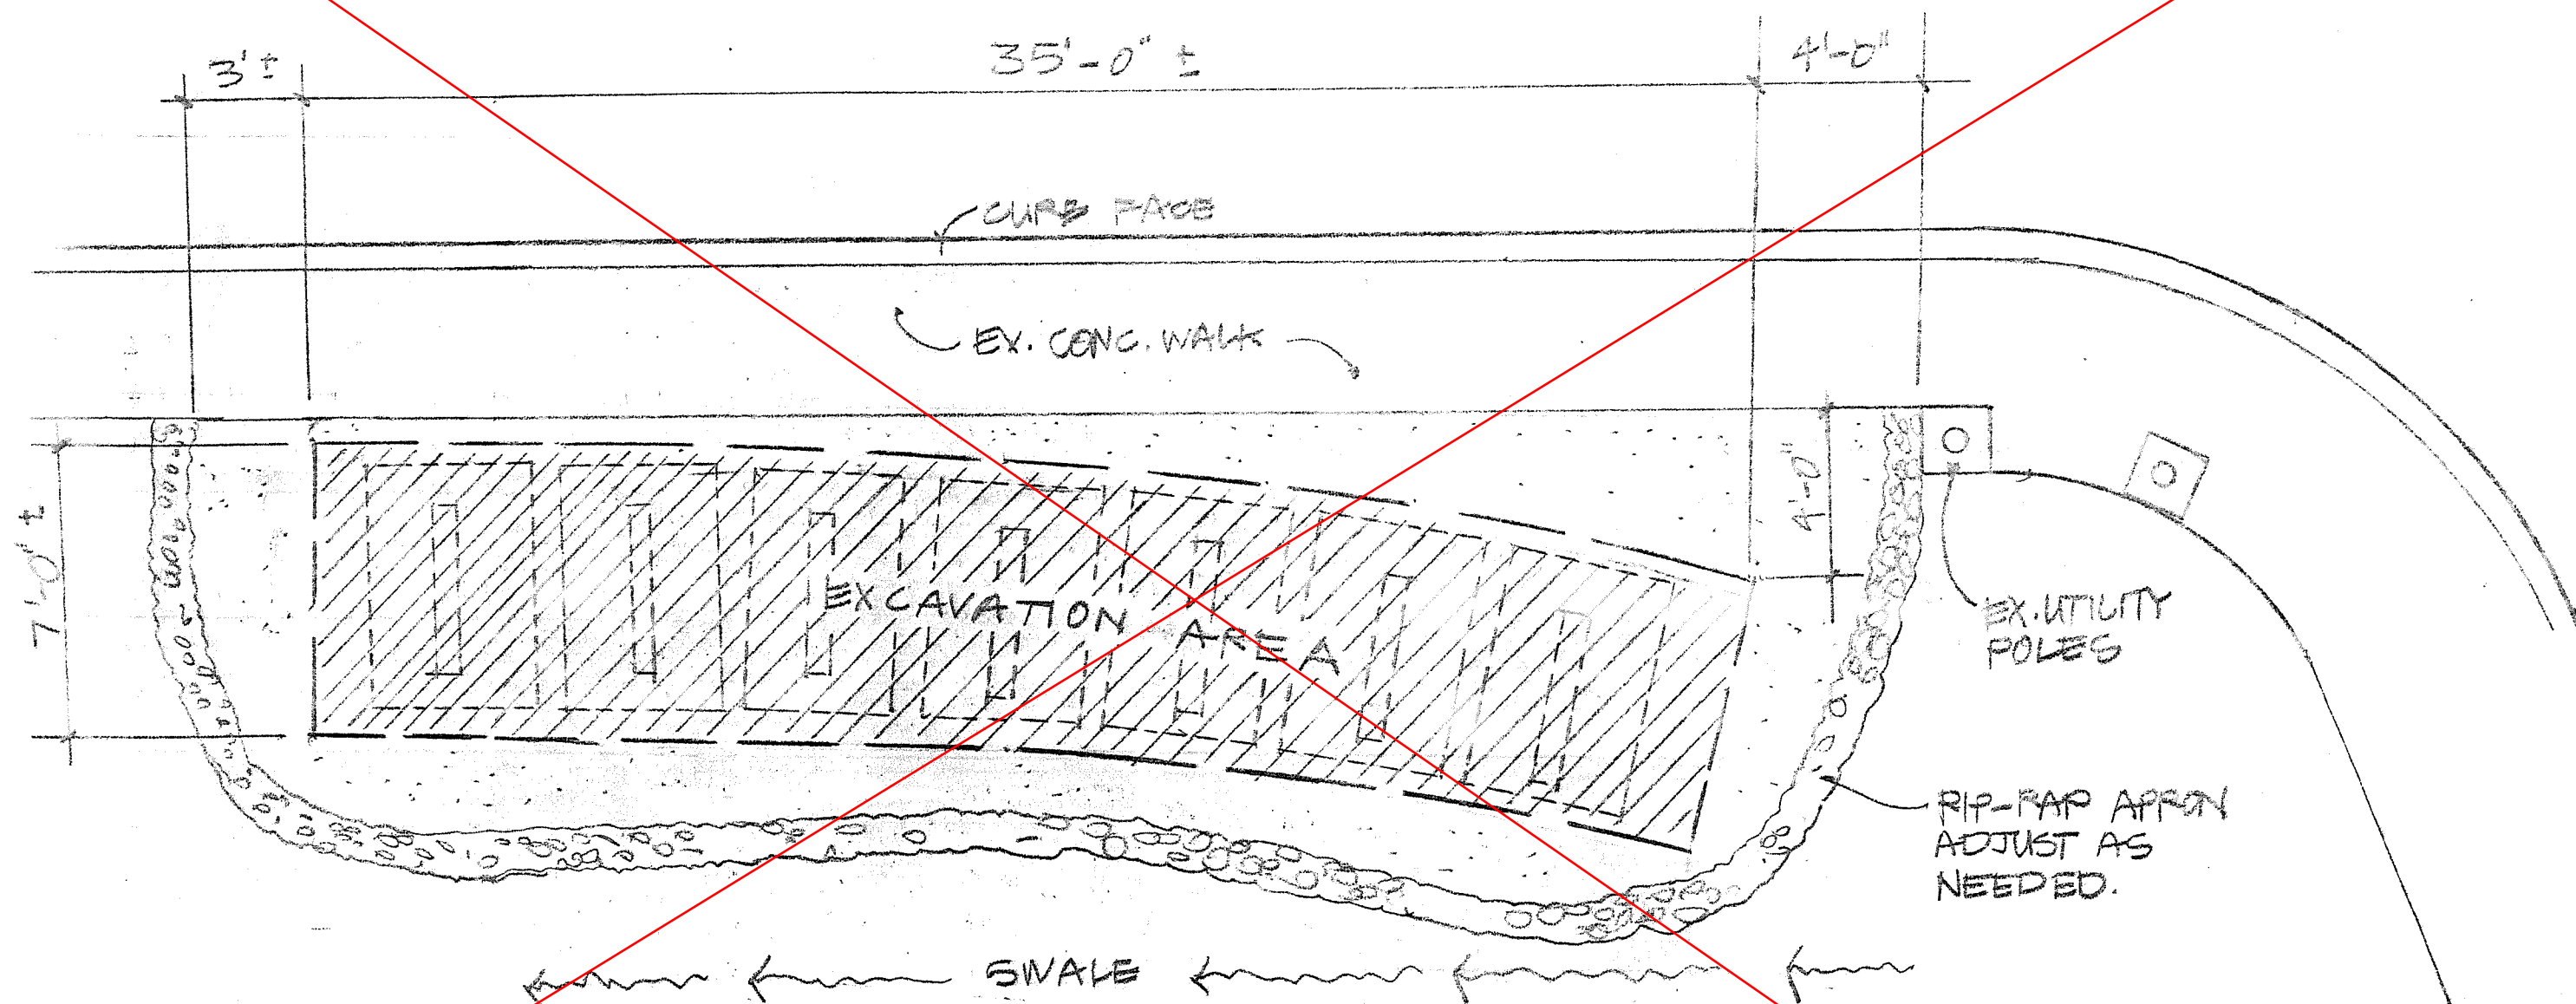 3'±
35'-0" ±
4'-0"
CURB FACE
EX. CONC. WALK
7'-0" ±
4'-0"
EXCAVATION AREA
EX. UTILITY
POLES
RIP-RAP APRON
ADJUST AS
NEEDED.
SWALE